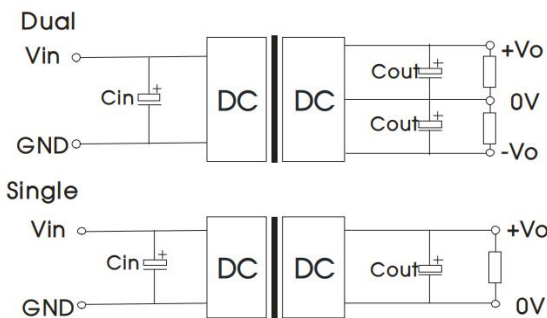 Dual
Vin
+
Cin
GND
DC
DC
+
Cout
+
Cout
+Vo
0V
-Vo
Single
Vin
+
Cin
GND
DC
DC
+
Cout
+Vo
0V